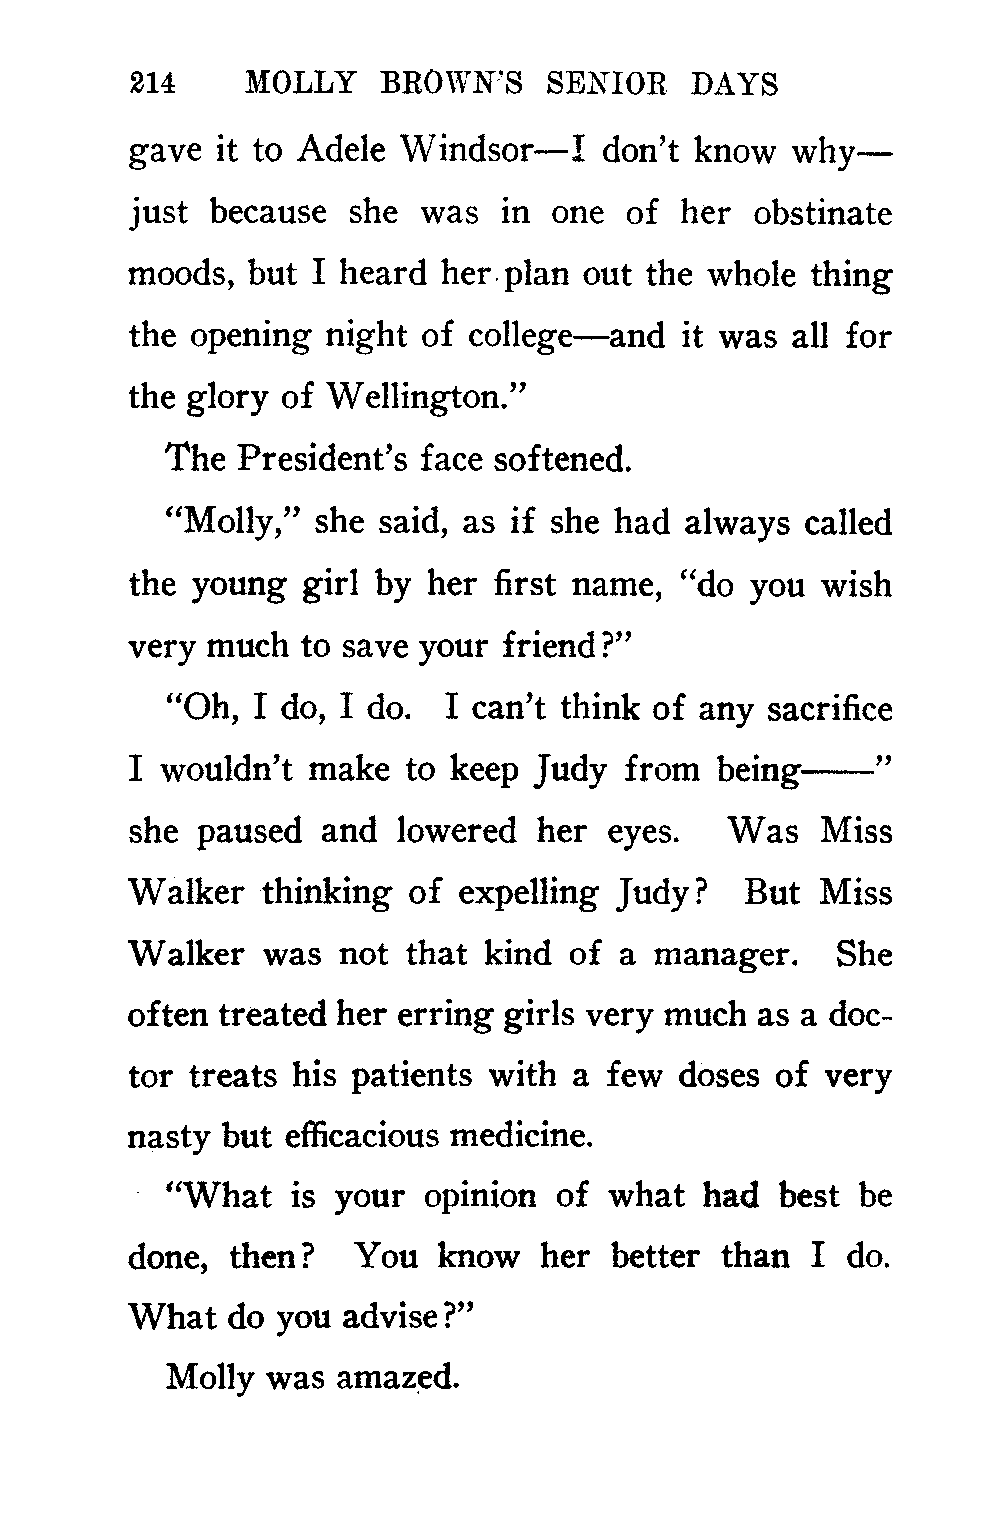 214 MOLLY BROWN'S SENIOR DAYS
gave it to Adele Windsor—I don't know why—
just because she was in one of her obstinate
moods, but I heard her plan out the whole thing
the opening night of college—and it was all for
the glory of Wellington."
The President's face softened.
"Molly," she said, as if she had always called
the young girl by her first name, "do you wish
very much to save your friend?"
"Oh, I do, I do. I can't think of any sacrifice
I wouldn't make to keep Judy from being——"
she paused and lowered her eyes. Was Miss
Walker thinking of expelling Judy? But Miss
Walker was not that kind of a manager. She
often treated her erring girls very much as a doc-
tor treats his patients with a few doses of very
nasty but efficacious medicine.
"What is your opinion of what had best be
done, then? You know her better than I do.
What do you advise?"
Molly was amazed.